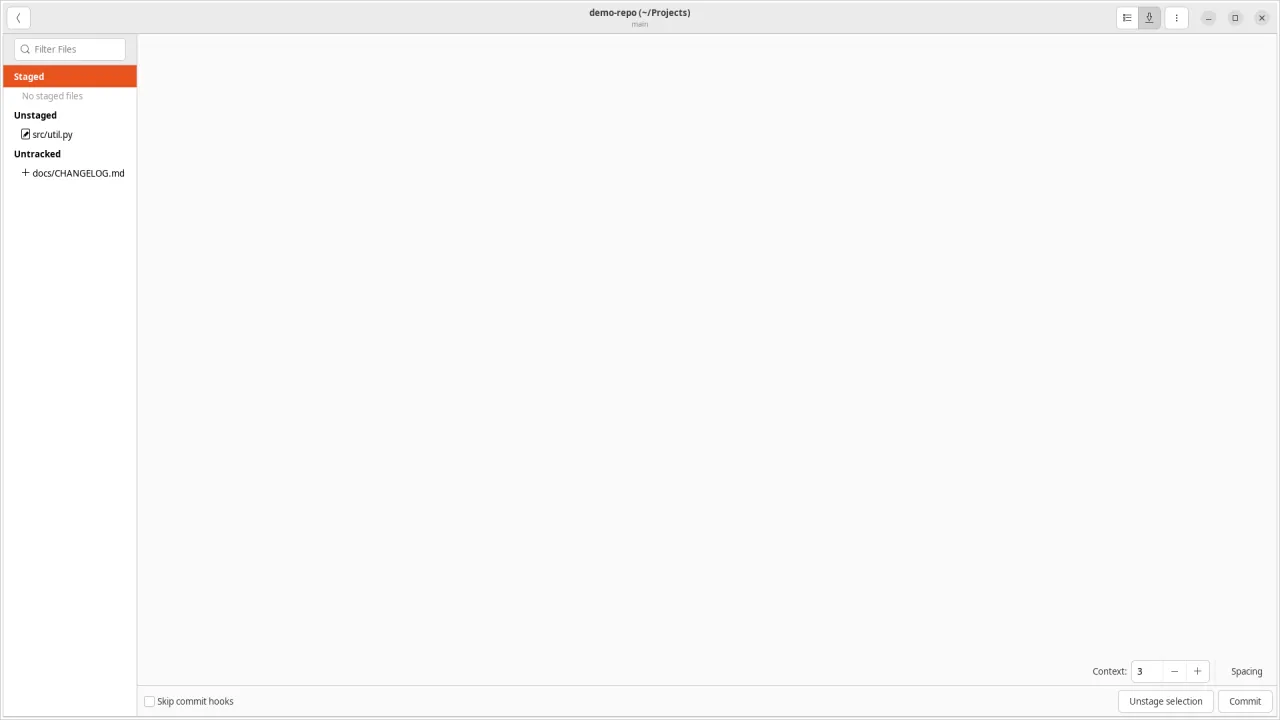 demo-repo (~/Projects)
main
Filter Files
Staged
No staged files
Unstaged
src/util.py
Untracked
docs/CHANGELOG.md
Context: 3
Spacing
Skip commit hooks
Unstage selection
Commit